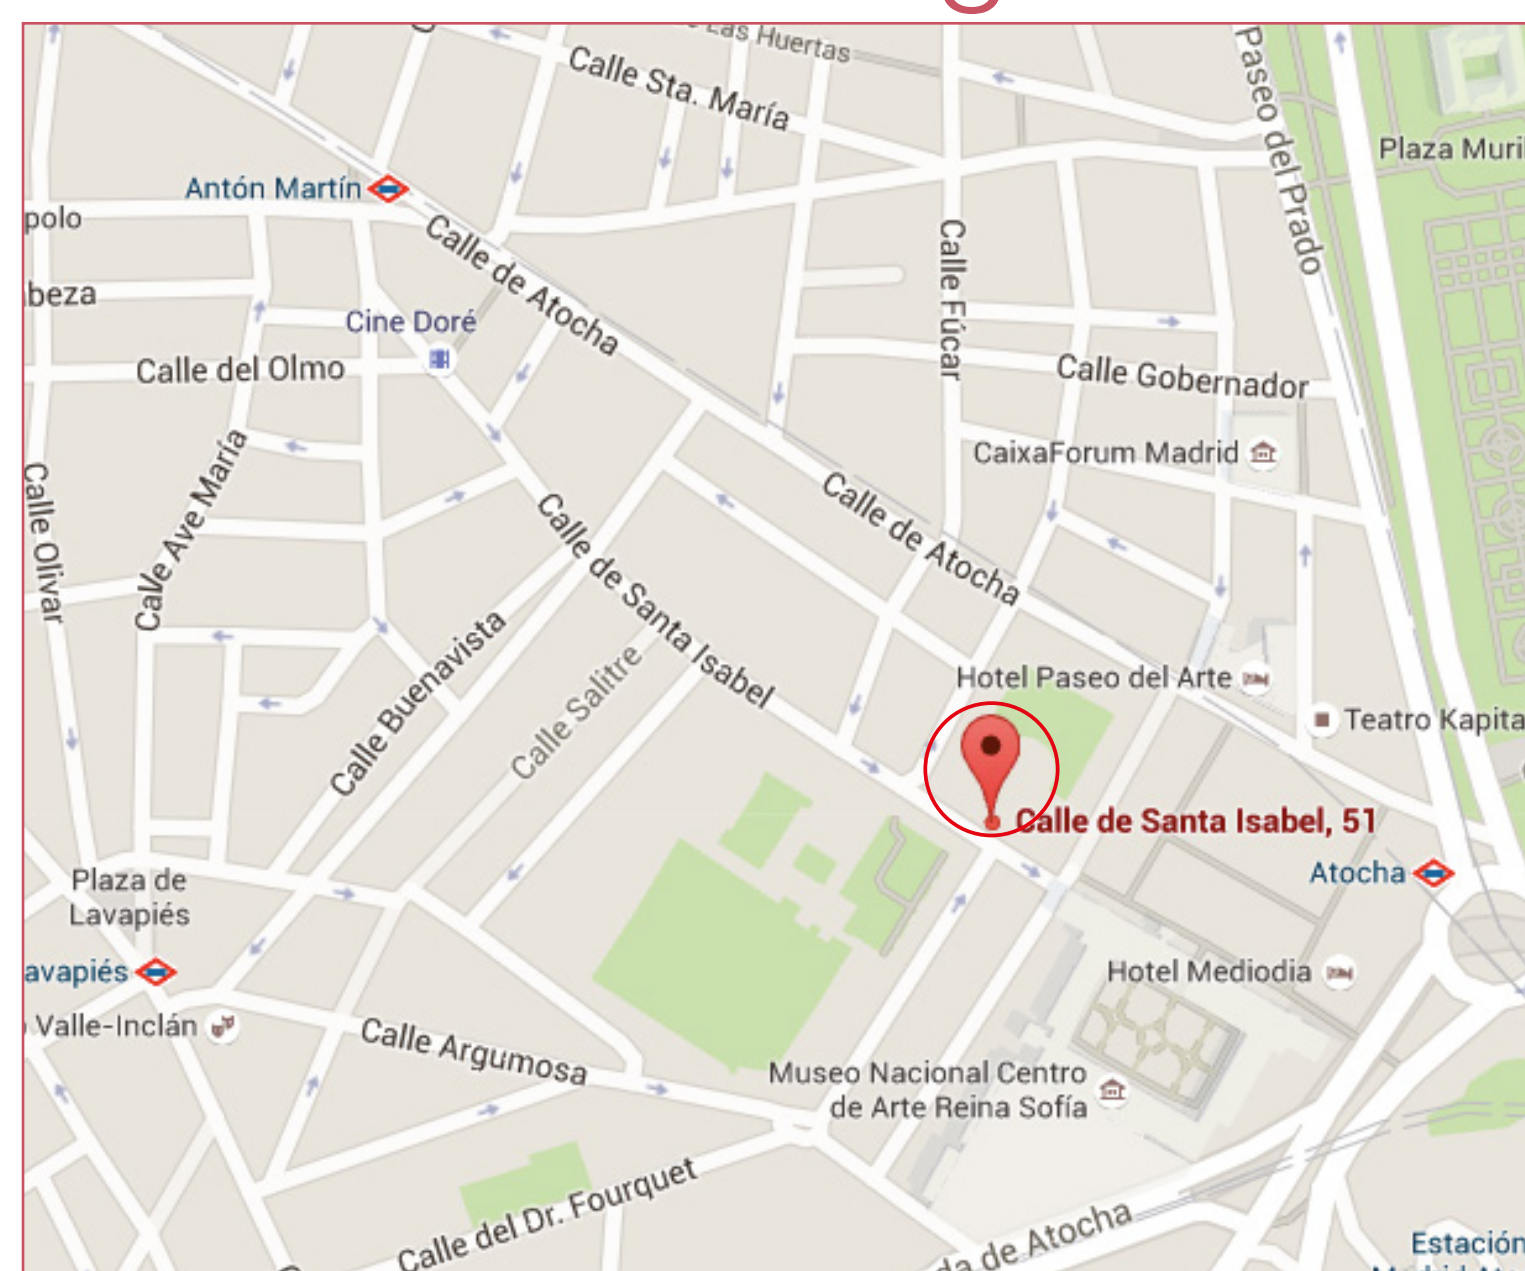 Las Huertas
Calle Sta. María
Paseo del Prado
Plaza Muri
Antón Martín
polo
Calle de Atocha
Calle Fúcar
beza
Cine Doré
Calle del Olmo
Calle Gobernador
CaixaForum Madrid
Calle Ave María
Calle Olivar
Calle de Santa Isabel
Calle de Atocha
Calle Buenavista
Calle Salitre
Hotel Paseo del Arte
Teatro Kapita
Calle de Santa Isabel, 51
Atocha
Plaza de
Lavapiés
avapiés
Hotel Mediodia
Valle-Inclán
Calle Argumosa
Museo Nacional Centro
de Arte Reina Sofía
Calle del Dr. Fourquet
da de Atocha
Estación